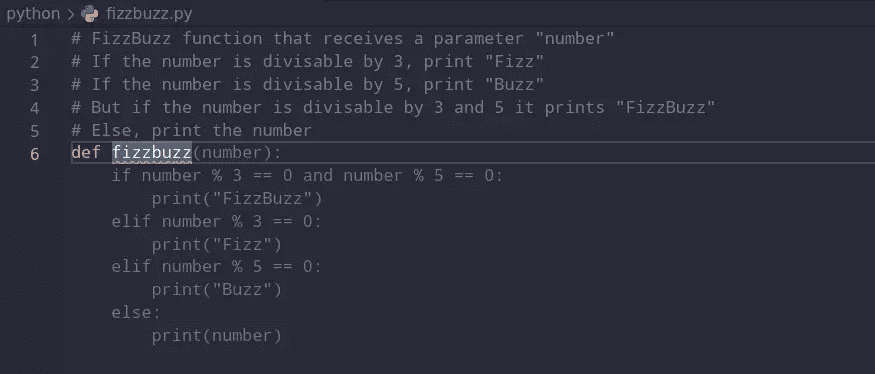 python > fizzbuzz.py
1 # FizzBuzz function that receives a parameter "number"
2 # If the number is divisable by 3, print "Fizz"
3 # If the number is divisable by 5, print "Buzz"
4 # But if the number is divisable by 3 and 5 it prints "FizzBuzz"
5 # Else, print the number
6 def fizzbuzz(number):
    if number % 3 == 0 and number % 5 == 0:
        print("FizzBuzz")
    elif number % 3 == 0:
        print("Fizz")
    elif number % 5 == 0:
        print("Buzz")
    else:
        print(number)